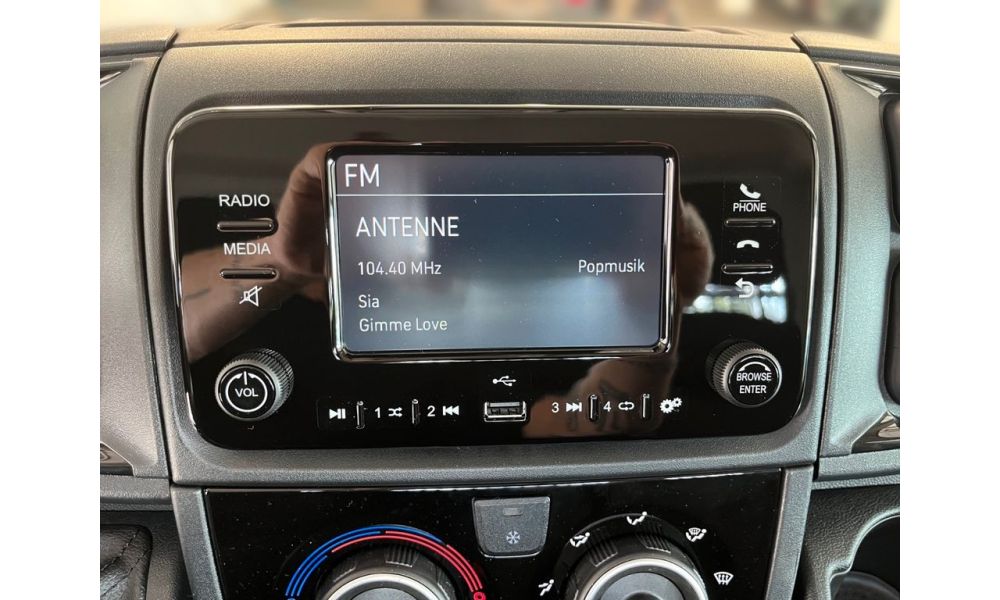 FM
RADIO
ANTENNE
MEDIA
104.40 MHz
Popmusik
Sia
Gimme Love
PHONE
VOL
1
2
3
4
BROWSE
ENTER